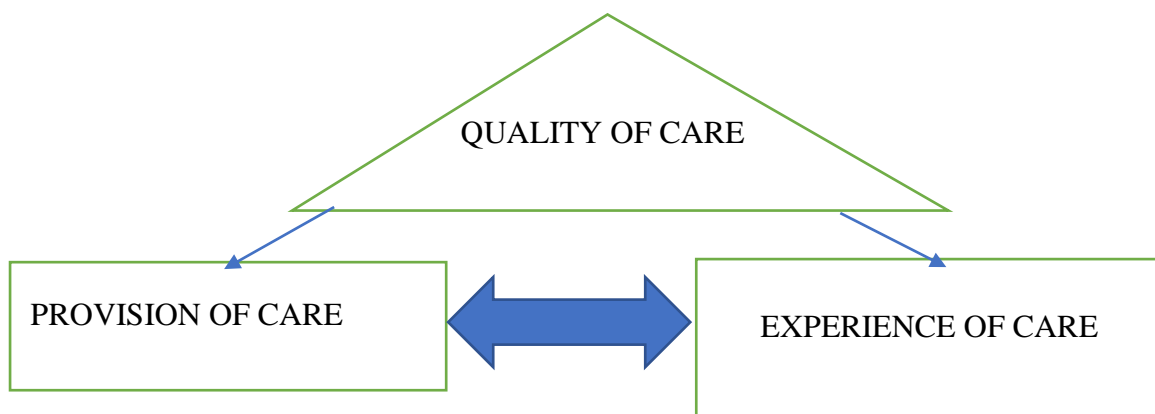 QUALITY OF CARE
PROVISION OF CARE
EXPERIENCE OF CARE